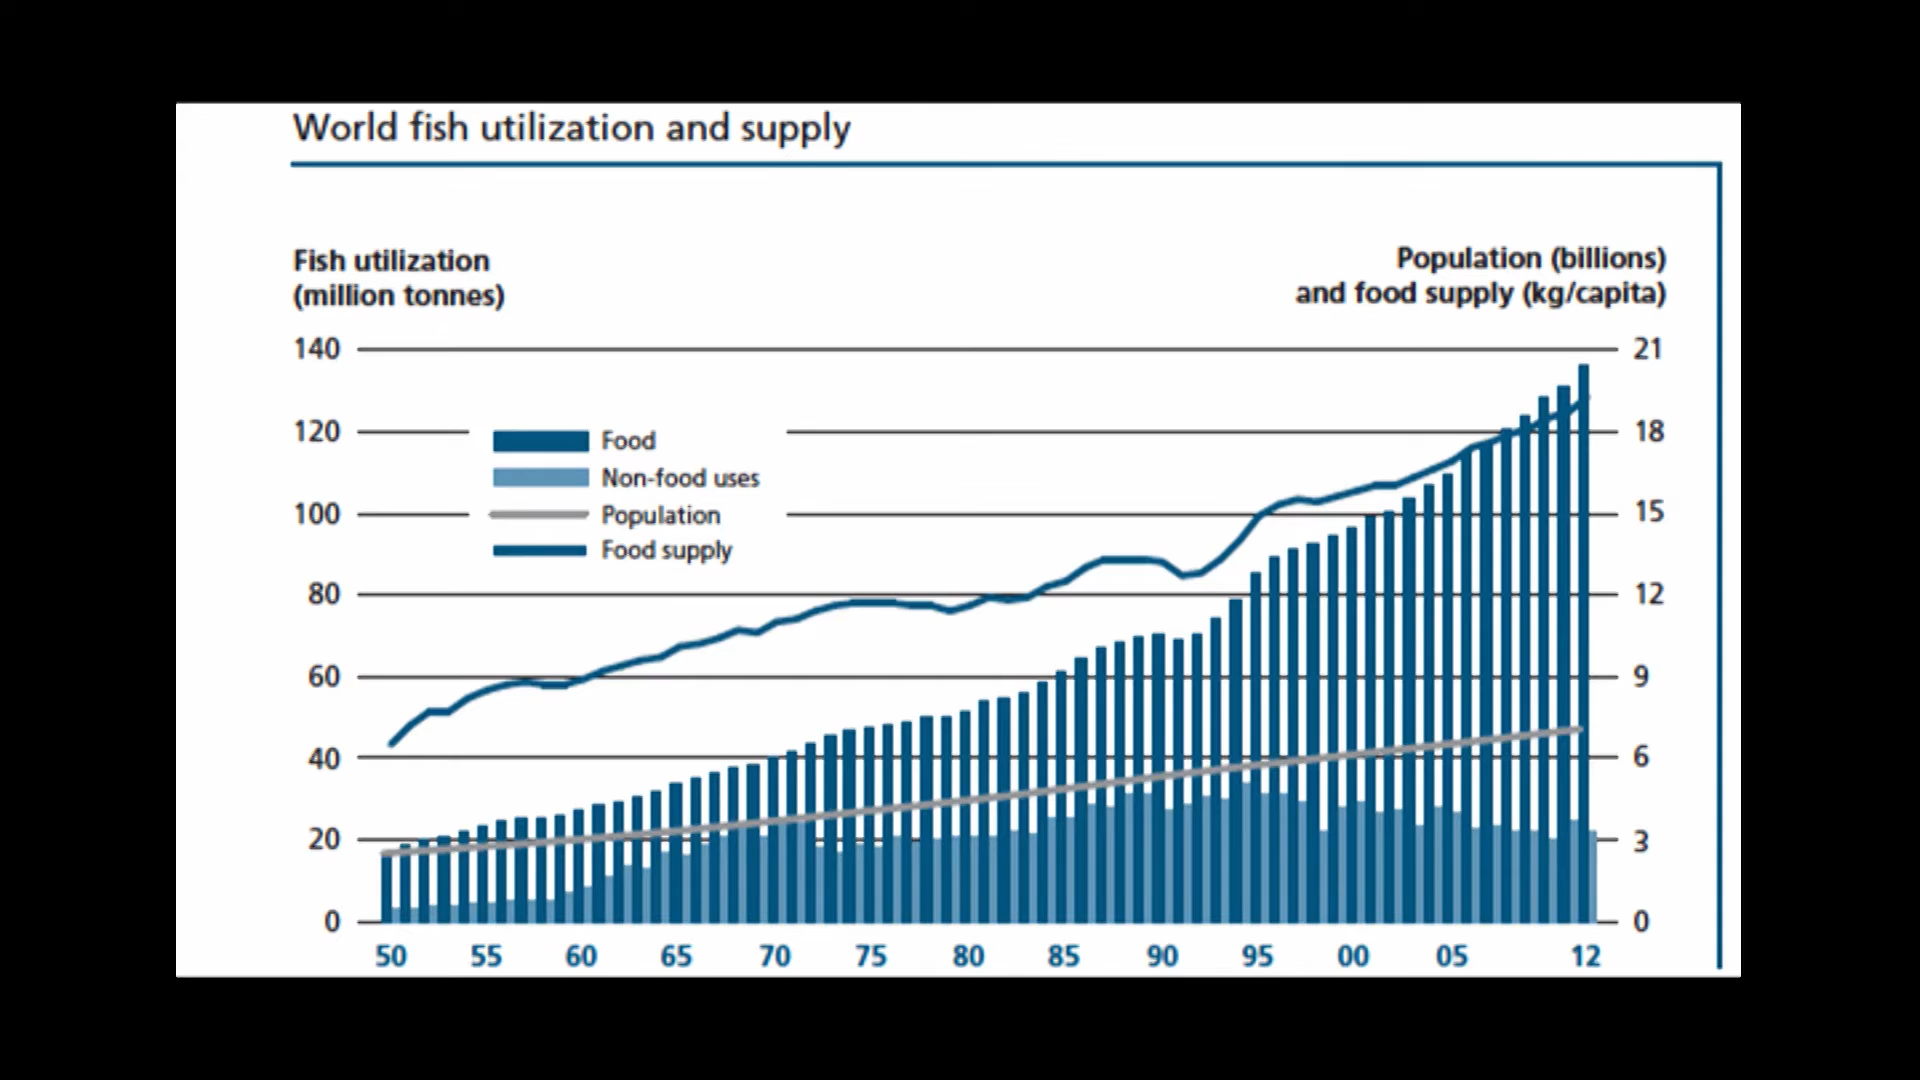 World fish utilization and supply
Fish utilization
(million tonnes)
Population (billions)
and food supply (kg/capita)
140
21
120
18
100
15
80
12
60
9
40
6
20
3
0
0
Food
Non-food uses
Population
Food supply
50 55 60 65 70 75 80 85 90 95 00 05 12